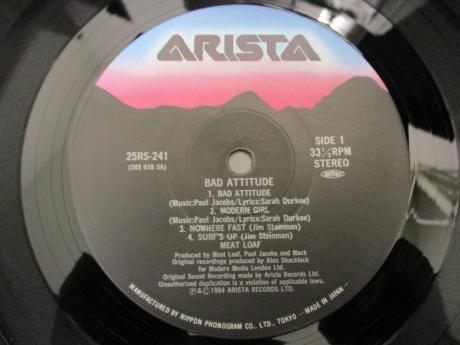 ARISTA
25RS-241
(205 619 SA)
SIDE 1
33⅓RPM
STEREO
BAD ATTITUDE
1. BAD ATTITUDE
(Music:Paul Jacobs/Lyrics:Sarah Durkee)
2. MODERN GIRL
(Music:Paul Jacobs/Lyrics:Sarah Durkee)
3. NOWHERE FAST (Jim Steinman)
4. SURF'S UP (Jim Steinman)
MEAT LOAF
Produced by Meat Loaf, Paul Jacobs and Mack
Original recordings produced by Alan Shacklock
for Modern Media London Ltd.
Original Sound Recording made by Arista Records Ltd.
Unauthorized duplication is a violation of applicable laws.
℗&© 1984 ARISTA RECORDS LTD.
MANUFACTURED BY NIPPON PHONOGRAM CO., LTD., TOKYO - MADE IN JAPAN -